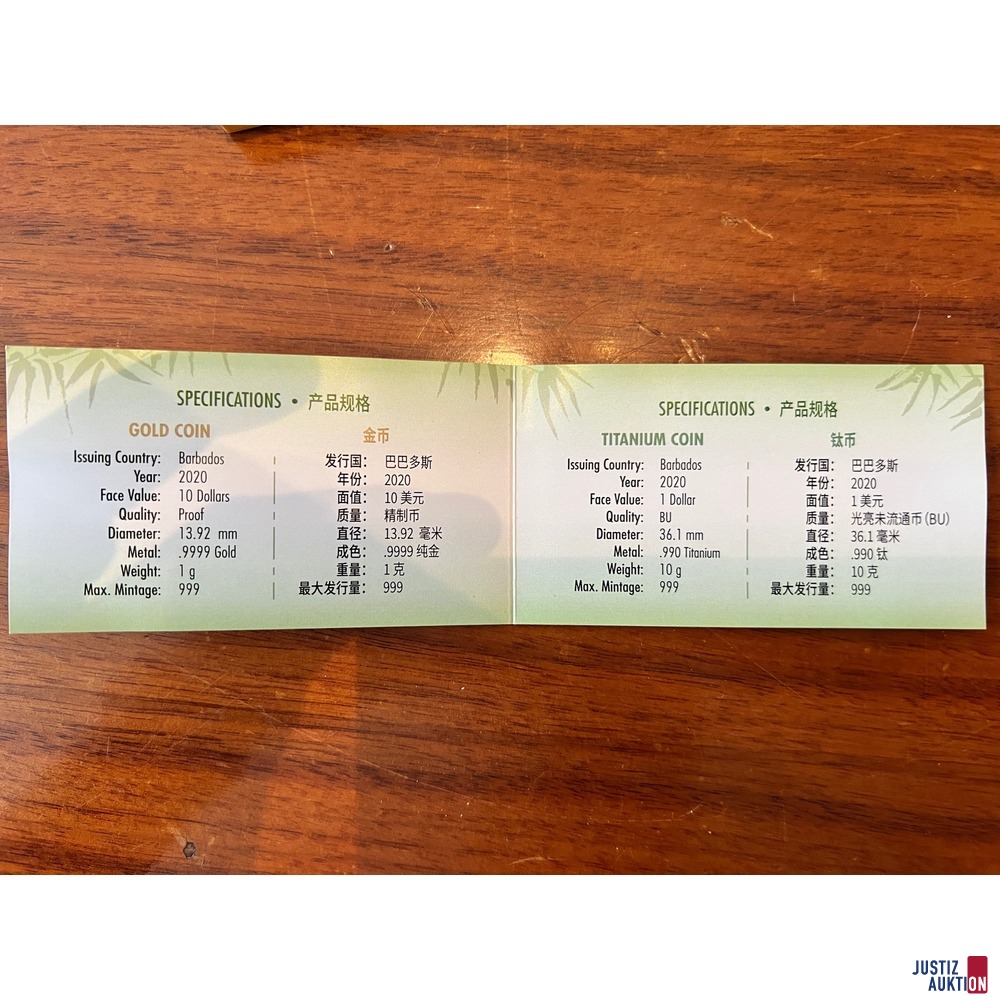 SPECIFICATIONS • 产品规格
GOLD COIN
Issuing Country: Barbados
Year: 2020
Face Value: 10 Dollars
Quality: Proof
Diameter: 13.92 mm
Metal: .9999 Gold
Weight: 1 g
Max. Mintage: 999
金币
发行国: 巴巴多斯
年份: 2020
面值: 10 美元
质量: 精制币
直径: 13.92 毫米
成色: .9999 纯金
重量: 1 克
最大发行量: 999
SPECIFICATIONS • 产品规格
TITANIUM COIN
Issuing Country: Barbados
Year: 2020
Face Value: 1 Dollar
Quality: BU
Diameter: 36.1 mm
Metal: .990 Titanium
Weight: 10 g
Max. Mintage: 999
钛币
发行国: 巴巴多斯
年份: 2020
面值: 1 美元
质量: 光亮未流通币 (BU)
直径: 36.1 毫米
成色: .990 钛
重量: 10 克
最大发行量: 999
JUSTIZ
AUKTION